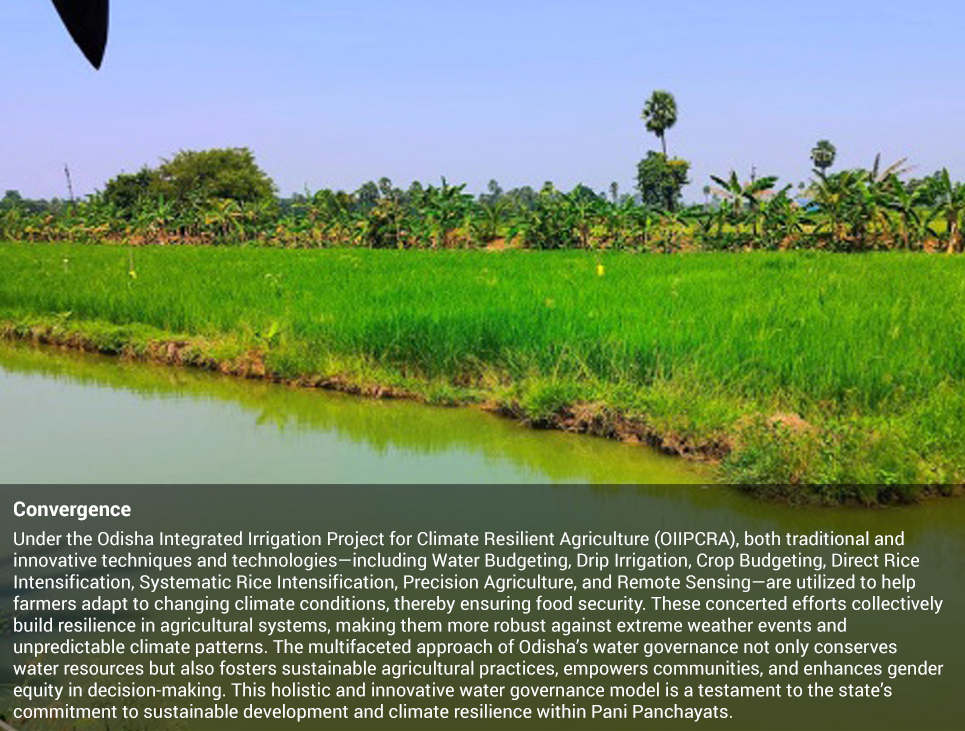 Convergence
Under the Odisha Integrated Irrigation Project for Climate Resilient Agriculture (OIIPCRA), both traditional and
innovative techniques and technologies—including Water Budgeting, Drip Irrigation, Crop Budgeting, Direct Rice
Intensification, Systematic Rice Intensification, Precision Agriculture, and Remote Sensing—are utilized to help
farmers adapt to changing climate conditions, thereby ensuring food security. These concerted efforts collectively
build resilience in agricultural systems, making them more robust against extreme weather events and
unpredictable climate patterns. The multifaceted approach of Odisha’s water governance not only conserves
water resources but also fosters sustainable agricultural practices, empowers communities, and enhances gender
equity in decision-making. This holistic and innovative water governance model is a testament to the state’s
commitment to sustainable development and climate resilience within Pani Panchayats.